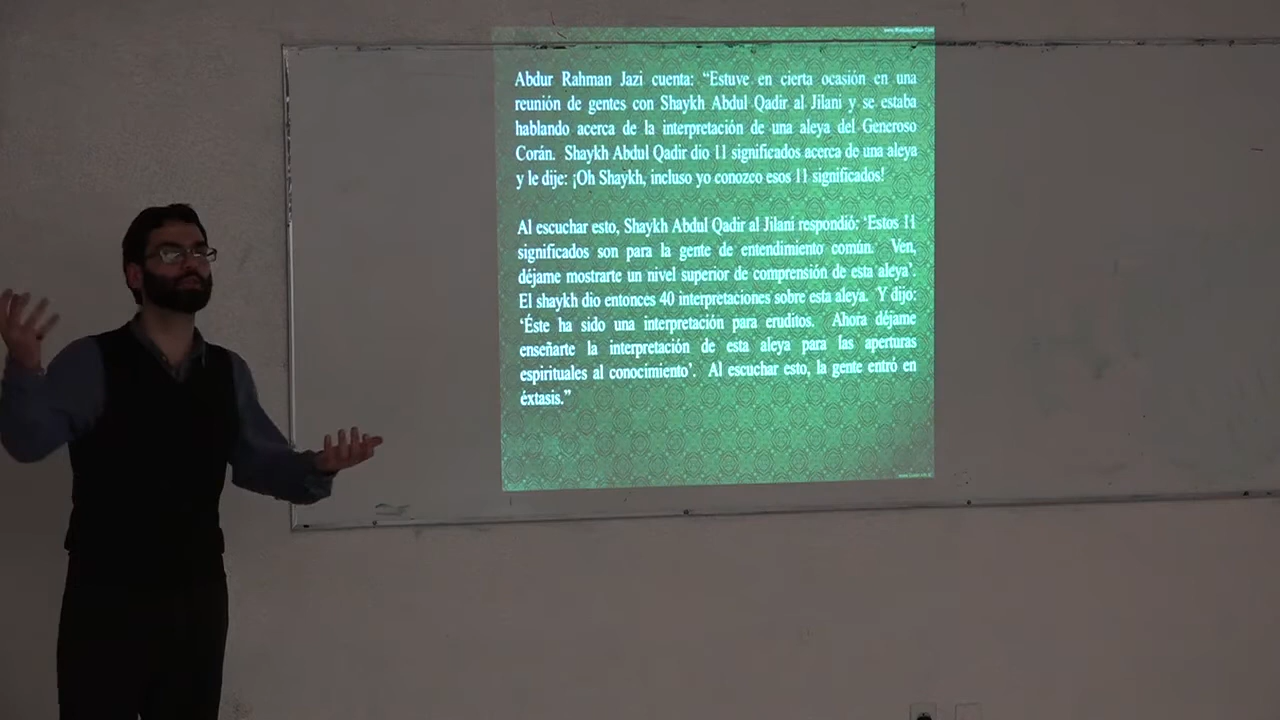 Abdur Rahman Jazi cuenta: “Estuve en cierta ocasión en una
reunión de gentes con Shaykh Abdul Qadir al Jilani y se estaba
hablando acerca de la interpretación de una aleya del Generoso
Corán. Shaykh Abdul Qadir dio 11 significados acerca de una aleya
y le dije: ¡Oh Shaykh, incluso yo conozco esos 11 significados!
Al escuchar esto, Shaykh Abdul Qadir al Jilani respondió: ‘Estos 11
significados son para la gente de entendimiento común. Ven,
déjame mostrarte un nivel superior de comprensión de esta aleya’.
El shaykh dio entonces 40 interpretaciones sobre esta aleya. Y dijo:
‘Éste ha sido una interpretación para eruditos. Ahora déjame
enseñarte la interpretación de esta aleya para las aperturas
espirituales al conocimiento’. Al escuchar esto, la gente entró en
éxtasis.”